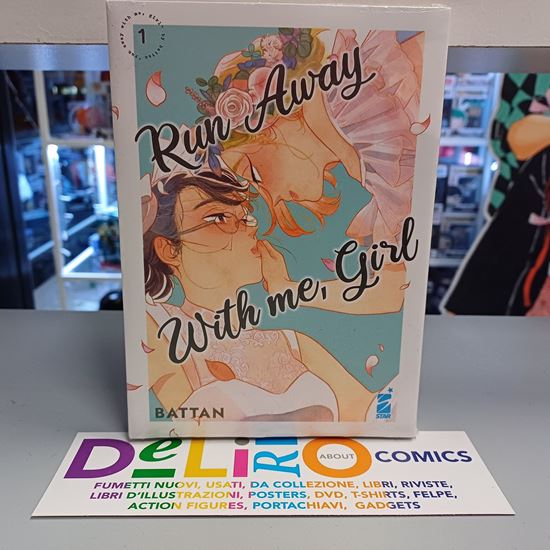 1
Run Away
With me, Girl
BATTAN
STAR
DeLiRiO
ABOUT
COMICS
FUMETTI NUOVI, USATI, DA COLLEZIONE, LIBRI, RIVISTE,
LIBRI D'ILLUSTRAZIONI, POSTERS, DVD, T-SHIRTS, FELPE,
ACTION FIGURES, PORTACHIAVI, GADGETS